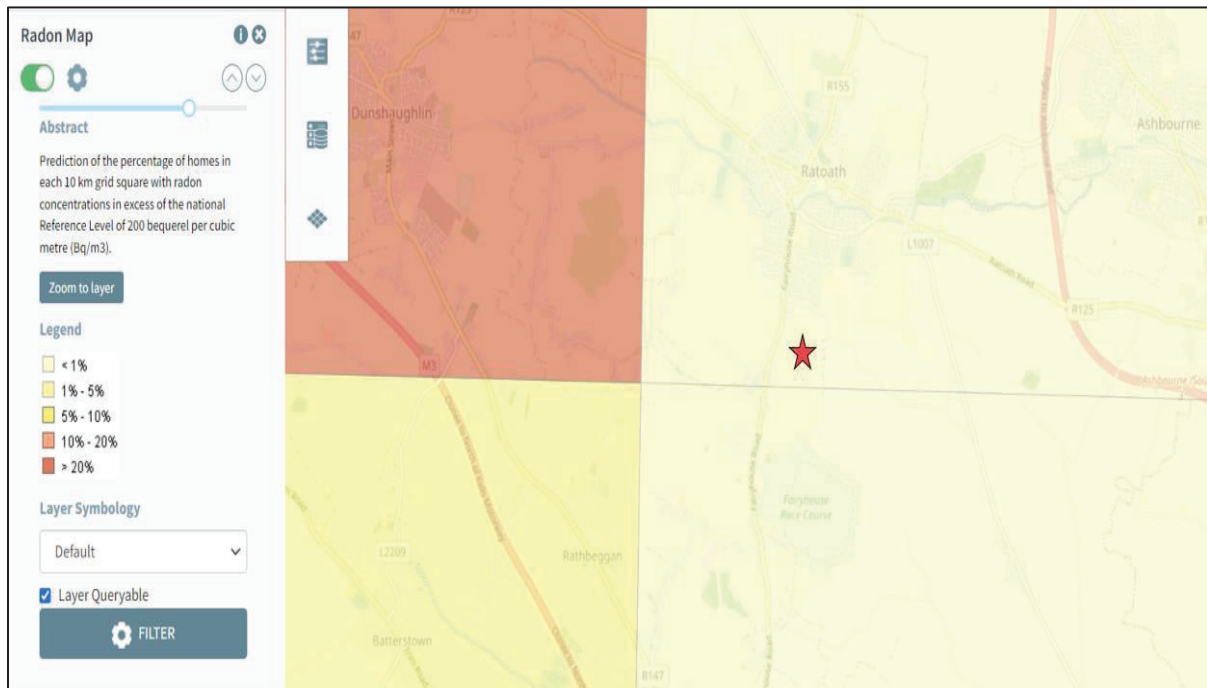 Radon Map
Abstract
Prediction of the percentage of homes in
each 10 km grid square with radon
concentrations in excess of the national
Reference Level of 200 bequerel per cubic
metre (Bq/m3).
Zoom to layer
Legend
< 1%
1% - 5%
5% - 10%
10% - 20%
> 20%
Layer Symbology
Default
Layer Queryable
FILTER
47
Dunshaughlin
M3
L2209
Rathbeggan
Batterstown
R147
R155
Ashbourne
Ratoath
Fairyhouse Road
L1007
Ratoath Road
R125
Fairyhouse Road
Fairyhouse
Race Course